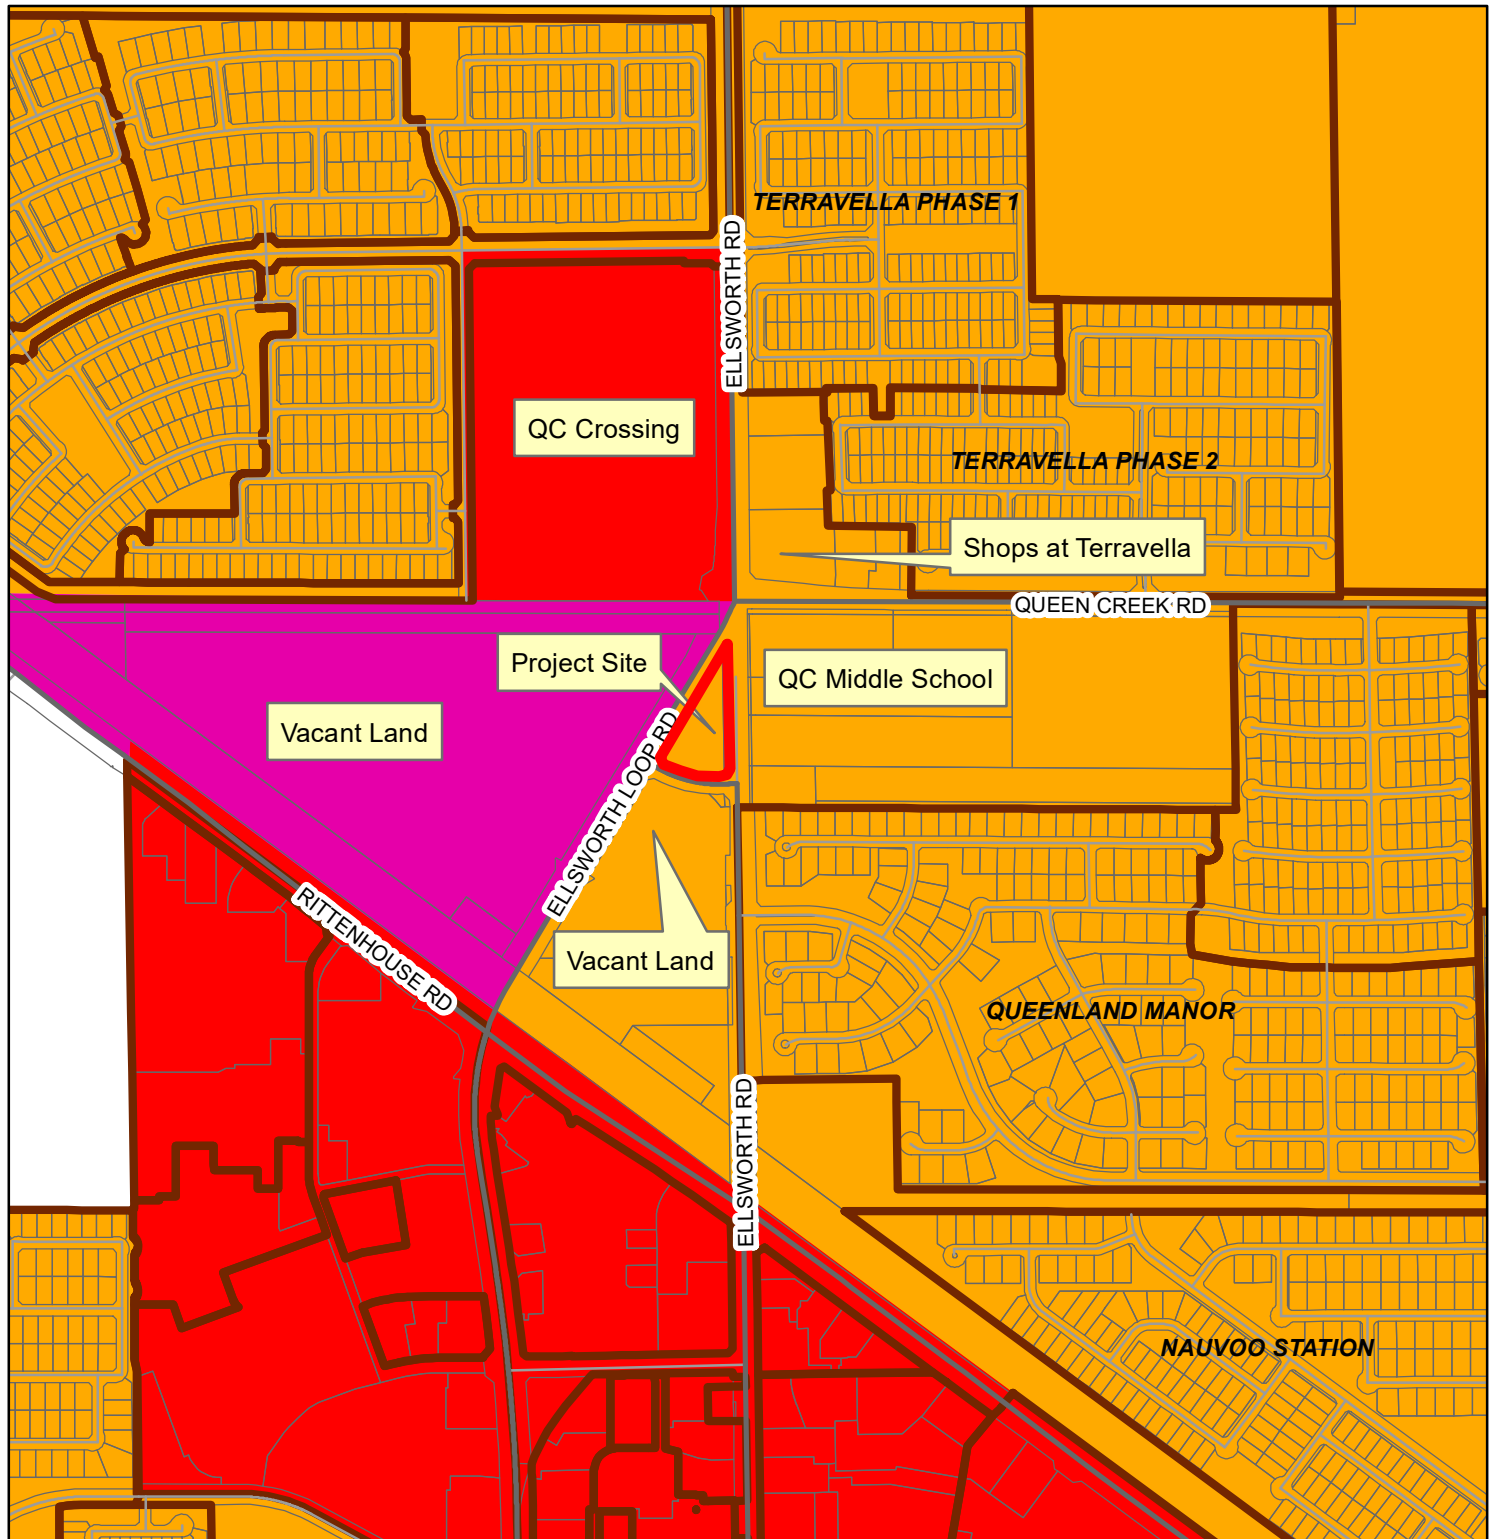 TERRAVELLA PHASE 1
ELLSWORTH RD
QC Crossing
TERRAVELLA PHASE 2
Shops at Terravella
QUEEN CREEK RD
Project Site
QC Middle School
Vacant Land
ELLSWORTH LOOP RD
RITTENHOUSE RD
Vacant Land
QUEENLAND MANOR
ELLSWORTH RD
NAUVOO STATION